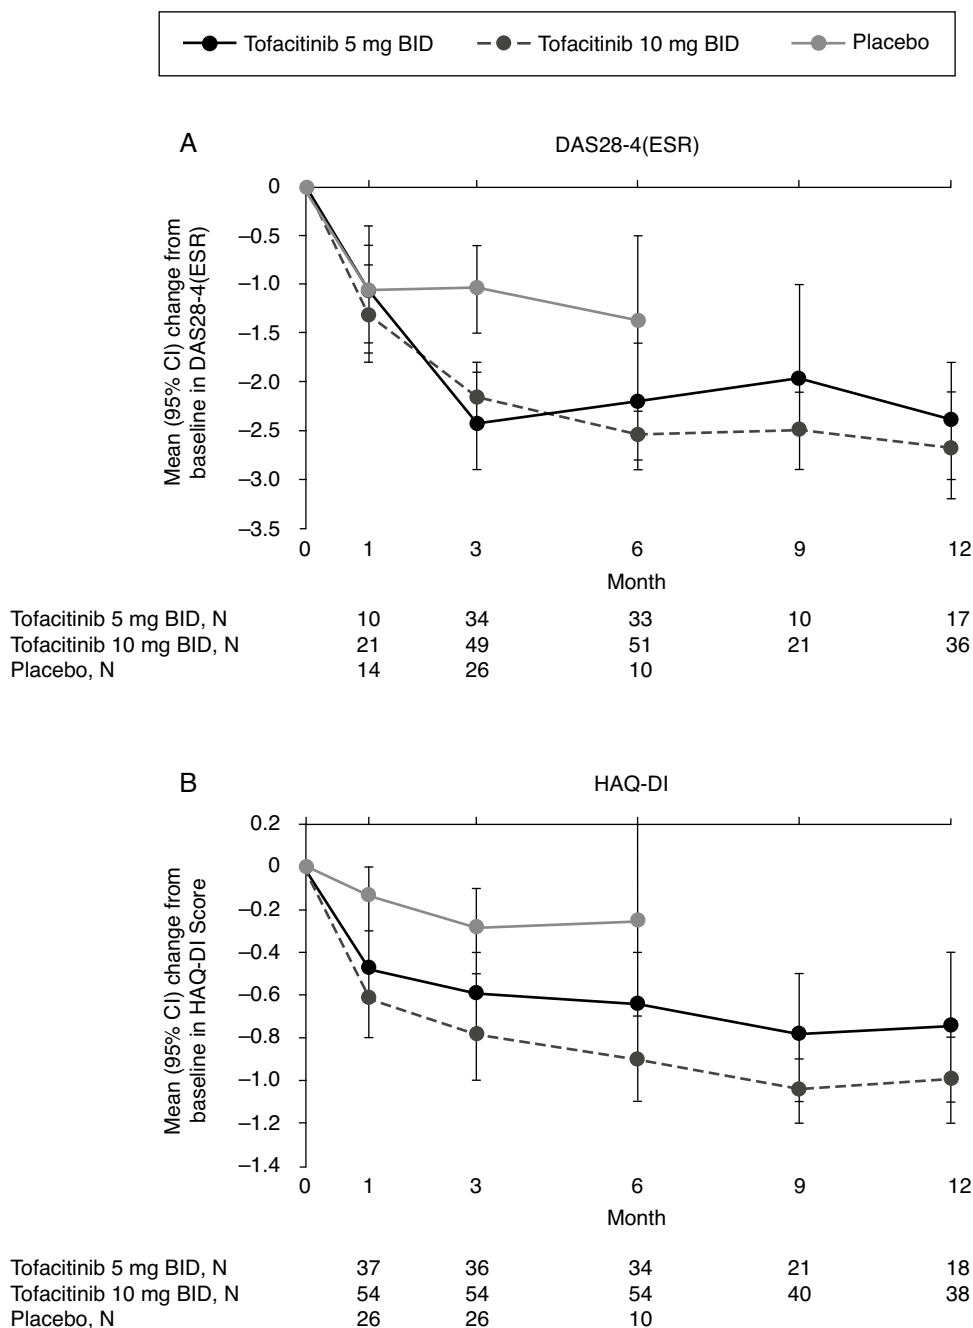 Tofacitinib 5 mg BID Tofacitinib 10 mg BID Placebo
A DAS28-4(ESR)
Mean (95% CI) change from
baseline in DAS28-4(ESR)
0
–0.5
–1.0
–1.5
–2.0
–2.5
–3.0
–3.5
0 1 3 6 9 12
Month
Tofacitinib 5 mg BID, N 10 34 33 10 17
Tofacitinib 10 mg BID, N 21 49 51 21 36
Placebo, N 14 26 10
B HAQ-DI
Mean (95% CI) change from
baseline in HAQ-DI Score
0.2
0
–0.2
–0.4
–0.6
–0.8
–1.0
–1.2
–1.4
0 1 3 6 9 12
Month
Tofacitinib 5 mg BID, N 37 36 34 21 18
Tofacitinib 10 mg BID, N 54 54 54 40 38
Placebo, N 26 26 10